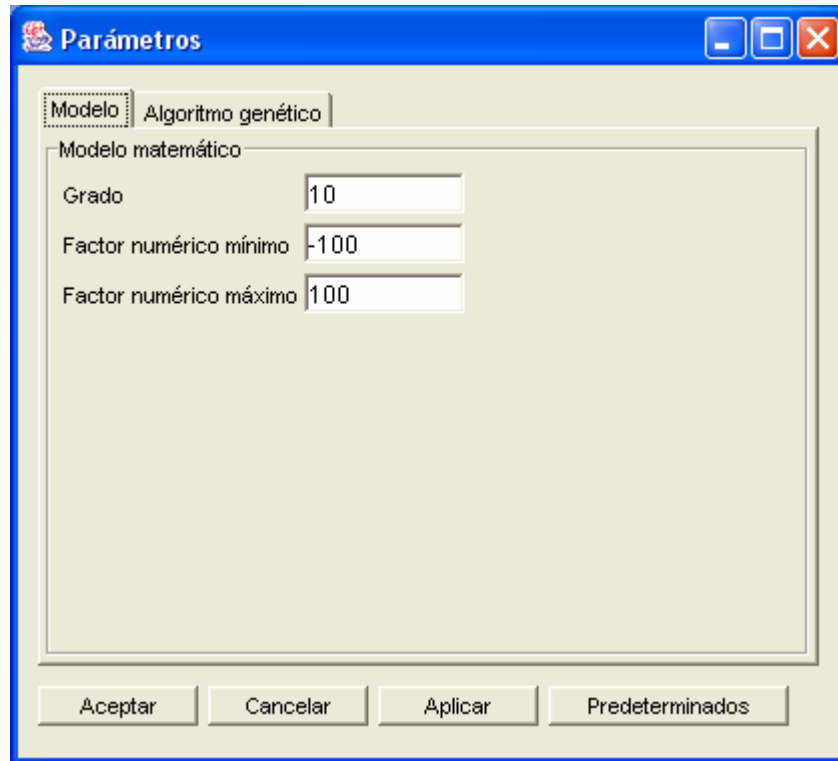 Parámetros
Modelo Algoritmo genético
Modelo matemático
Grado 10
Factor numérico mínimo -100
Factor numérico máximo 100
Aceptar Cancelar Aplicar Predeterminados